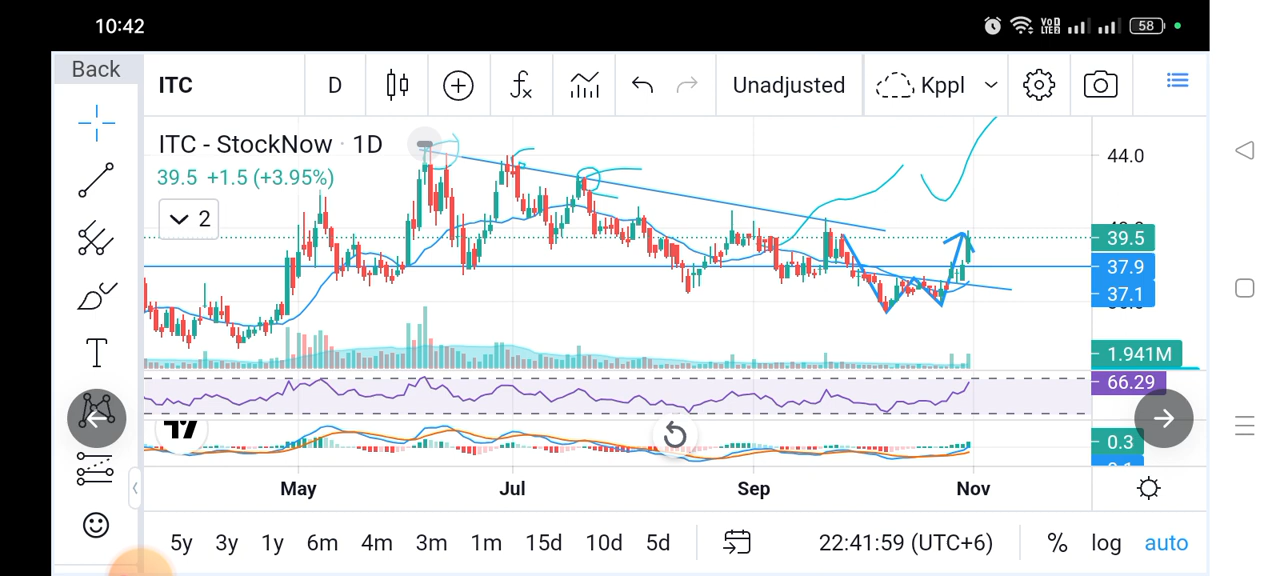 10:42
VoD
LTE2
58
Back
ITC
D
Unadjusted
Kppl
ITC - StockNow · 1D
39.5 +1.5 (+3.95%)
2
44.0
39.5
37.9
37.1
1.941M
66.29
0.3
May
Jul
Sep
Nov
5y 3y 1y 6m 4m 3m 1m 15d 10d 5d
22:41:59 (UTC+6)
% log auto